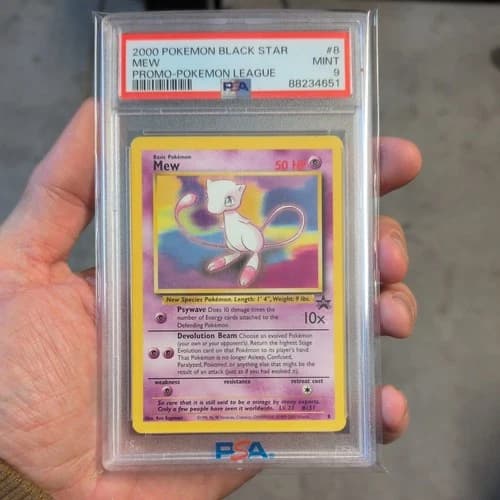 2000 POKEMON BLACK STAR #8
MEW MINT
PROMO-POKEMON LEAGUE 9
PSA 88234651
Basic Pokémon
Mew 50 HP
New Species Pokémon. Length: 1' 4", Weight: 9 lbs.
Psywave Does 10 damage times the 10x
number of Energy cards attached to the
Defending Pokémon.
Devolution Beam Choose an evolved Pokémon
(your own or your opponent's). Return the highest Stage
Evolution card on that Pokémon to its player's hand.
That Pokémon is no longer Asleep, Confused,
Paralyzed, Poisoned, or anything else that might be the
result of an attack (just as if you had evolved it).
weakness resistance retreat cost
So rare that it is still said to be a mirage by many experts.
Only a few people have seen it worldwide. LV. 23 #151
8
PSA